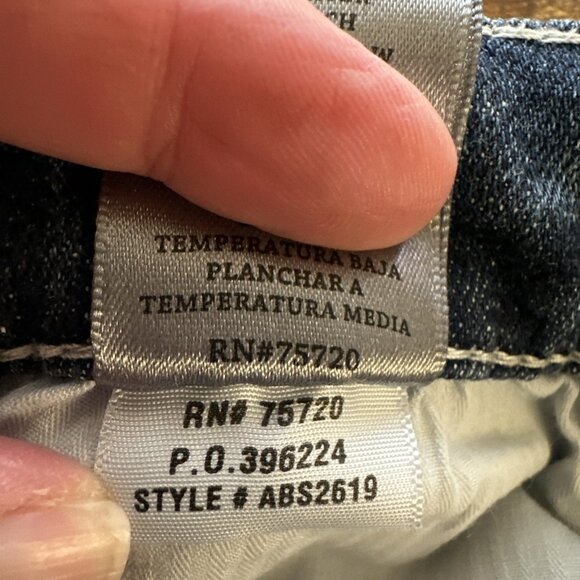 TEMPERATURA BAJA
PLANCHAR A
TEMPERATURA MEDIA
RN#75720
RN# 75720
P.O.396224
STYLE # ABS2619